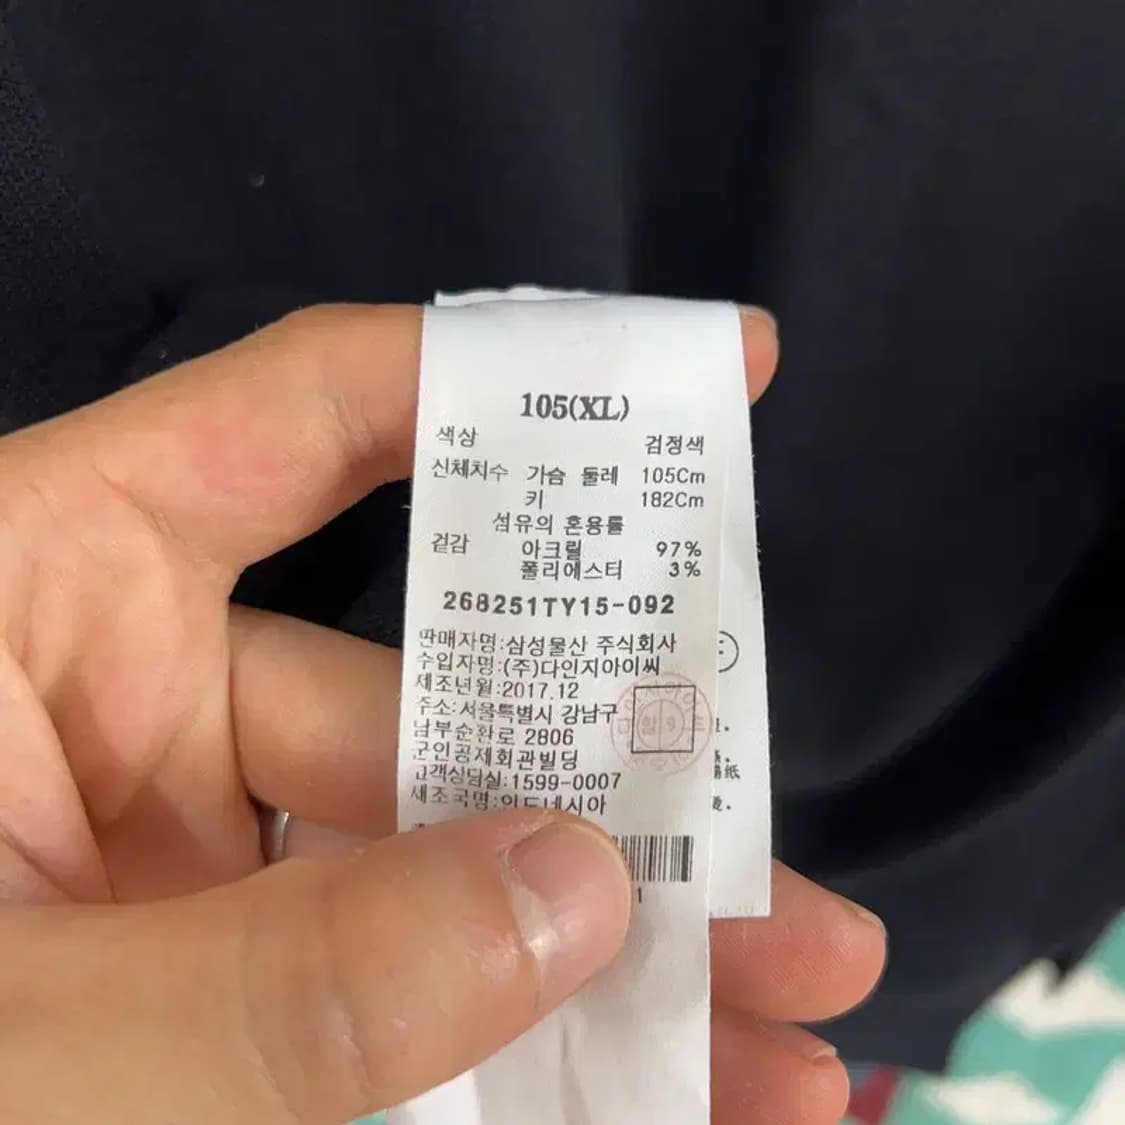 105(XL)
색상 검정색
신체치수 가슴 둘레 105Cm
키 182Cm
섬유의 혼용률
겉감 아크릴 97%
폴리에스터 3%
268251TY15-092
판매자명:삼성물산 주식회사
수입자명:(주)다인지아이씨
제조년월:2017.12
주소:서울특별시 강남구
남부순환로 2806
군인공제회관빌딩
고객상담실:1599-0007
제조국명:인도네시아
1